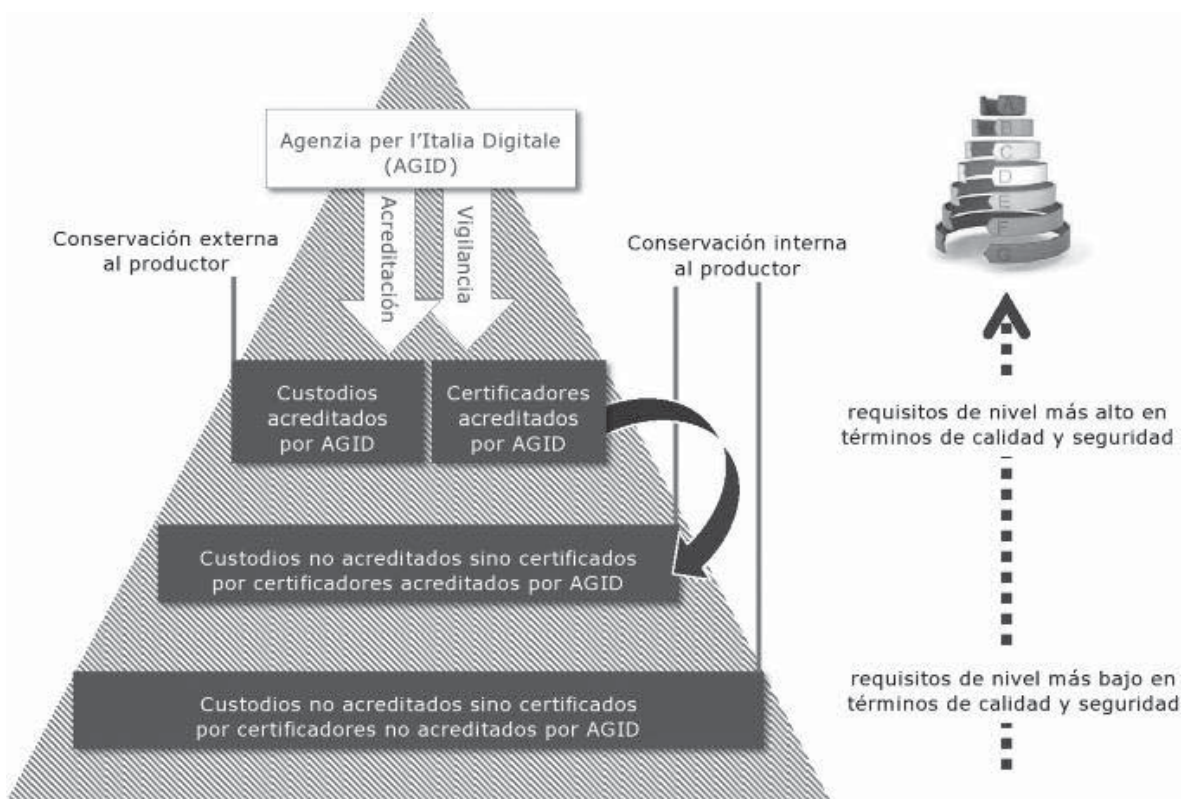 Agenzia per l'Italia Digitale
(AGID)
Acreditación
Vigilancia
Conservación externa
al productor
Conservación interna
al productor
Custodios
acreditados
por AGID
Certificadores
acreditados
por AGID
Custodios no acreditados sino certificados
por certificadores acreditados por AGID
Custodios no acreditados sino certificados
por certificadores no acreditados por AGID
A
B
C
D
E
F
G
requisitos de nivel más alto en
términos de calidad y seguridad
requisitos de nivel más bajo en
términos de calidad y seguridad